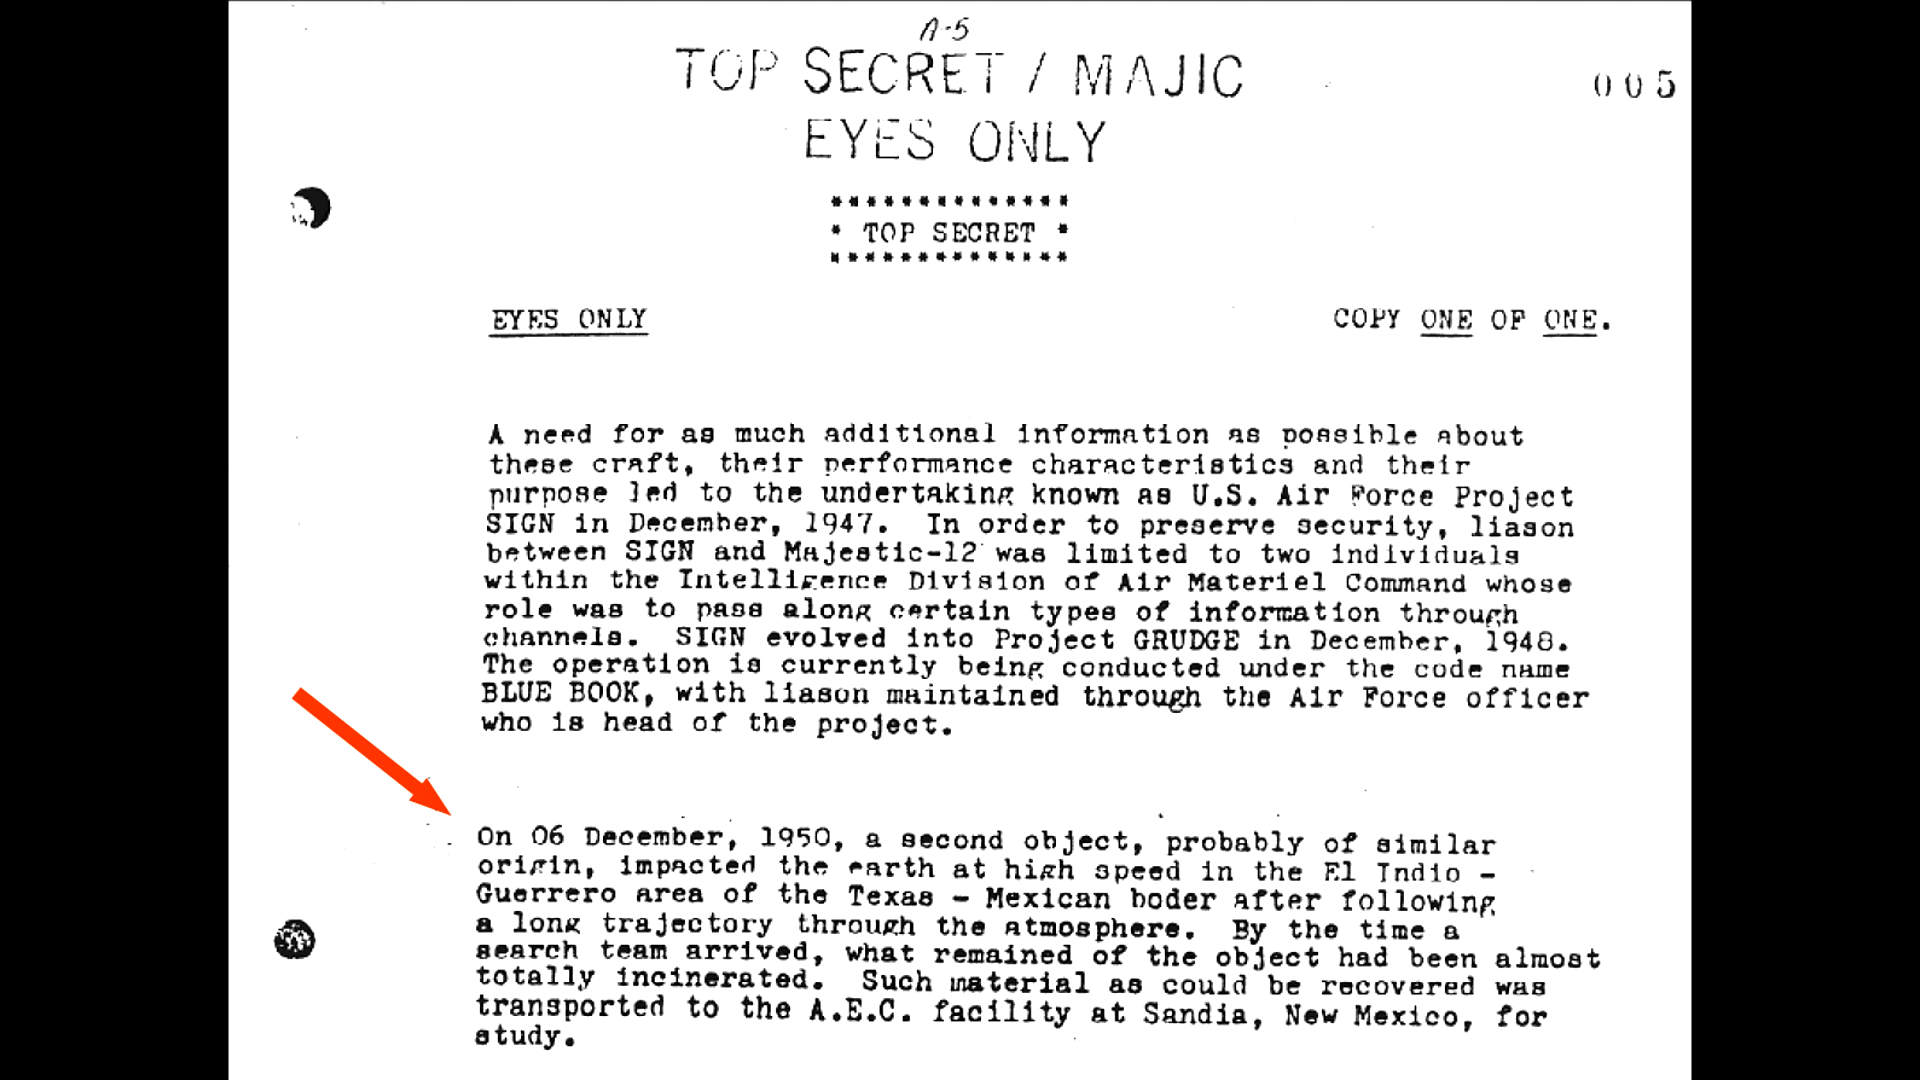 A-5
TOP SECRET / MAJIC
005
EYES ONLY
* * * * * * * * * * * * * *
* TOP SECRET *
* * * * * * * * * * * * * *
EYES ONLY COPY ONE OF ONE.
A need for as much additional information as possible about
these craft, their performance characteristics and their
purpose led to the undertaking known as U.S. Air Force Project
SIGN in December, 1947. In order to preserve security, liason
between SIGN and Majestic-12 was limited to two individuals
within the Intelligence Division of Air Materiel Command whose
role was to pass along certain types of information through
channels. SIGN evolved into Project GRUDGE in December, 1948.
The operation is currently being conducted under the code name
BLUE BOOK, with liason maintained through the Air Force officer
who is head of the project.
On 06 December, 1950, a second object, probably of similar
origin, impacted the earth at high speed in the El Indio -
Guerrero area of the Texas - Mexican boder after following
a long trajectory through the atmosphere. By the time a
search team arrived, what remained of the object had been almost
totally incinerated. Such material as could be recovered was
transported to the A.E.C. facility at Sandia, New Mexico, for
study.